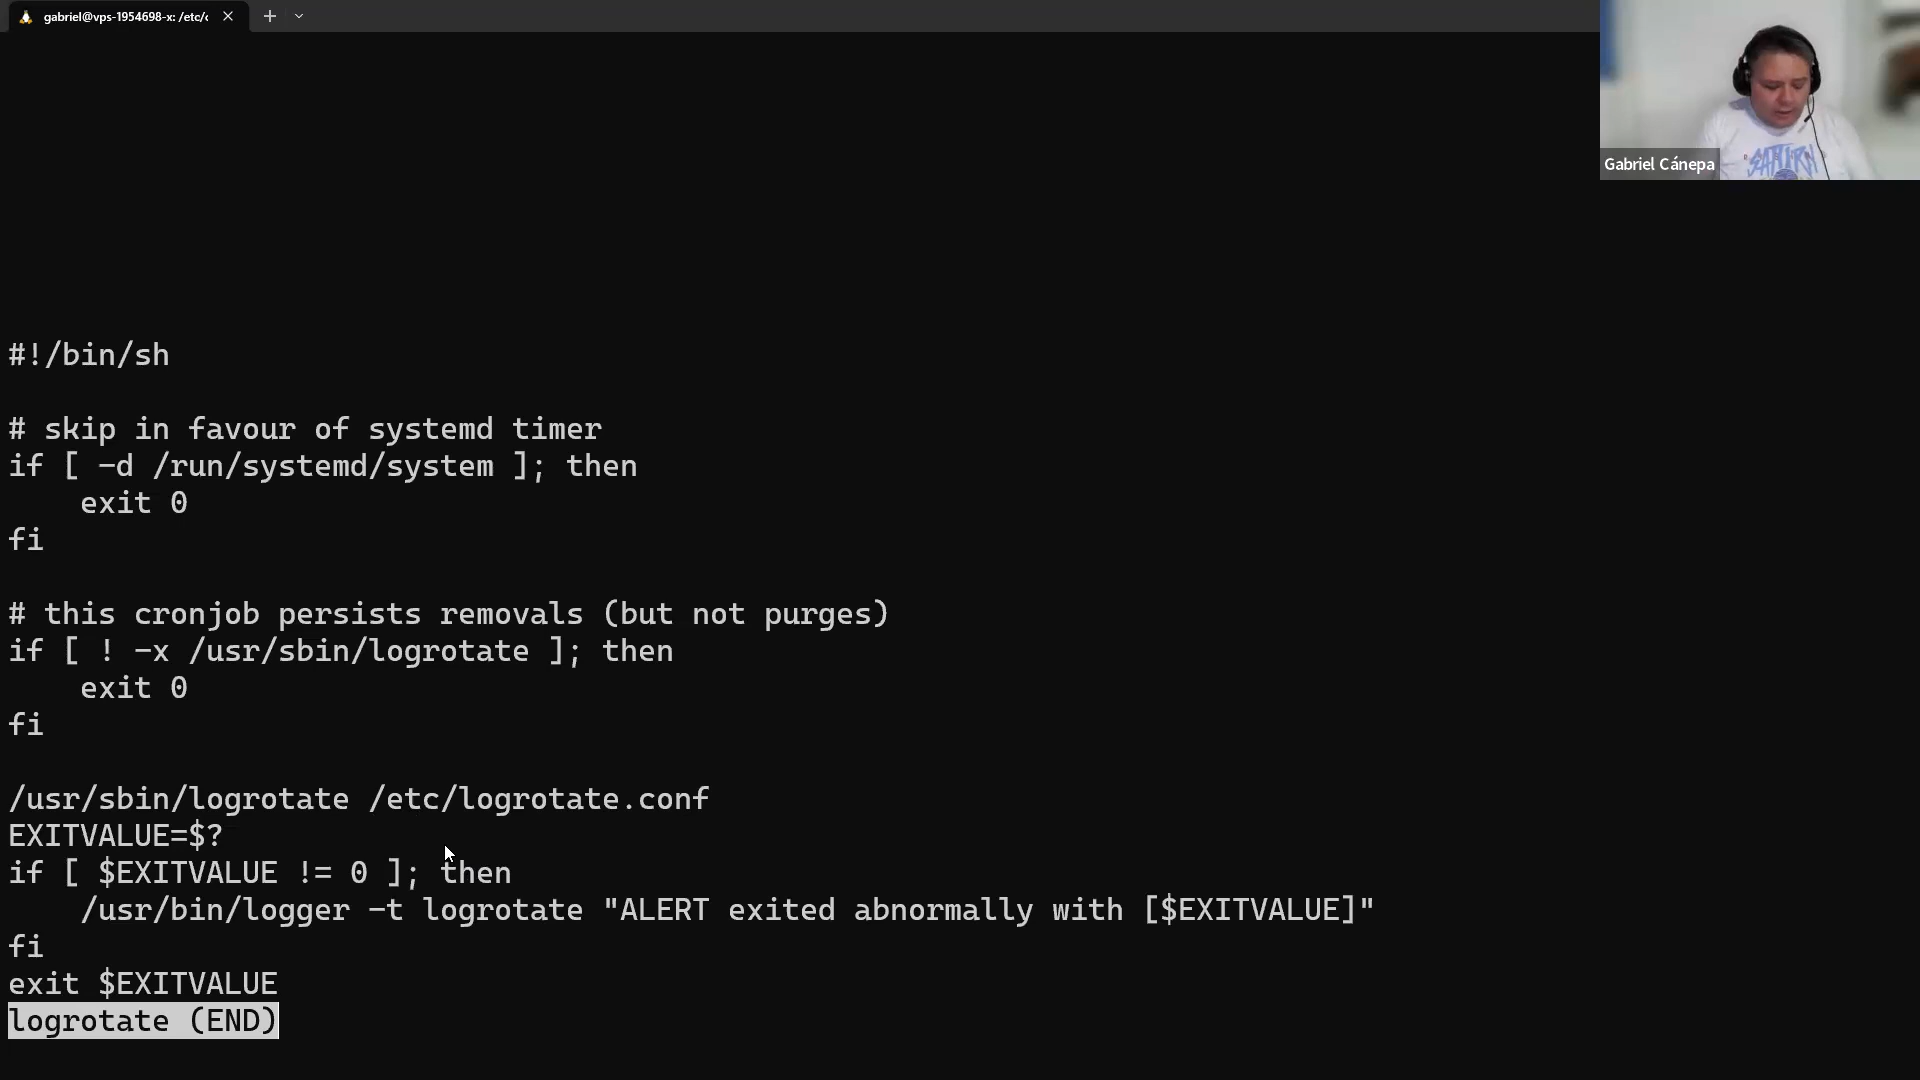 gabriel@vps-1954698-x: /etc/c
Gabriel Cánepa
#!/bin/sh
# skip in favour of systemd timer
if [ -d /run/systemd/system ]; then
    exit 0
fi
# this cronjob persists removals (but not purges)
if [ ! -x /usr/sbin/logrotate ]; then
    exit 0
fi
/usr/sbin/logrotate /etc/logrotate.conf
EXITVALUE=$?
if [ $EXITVALUE != 0 ]; then
    /usr/bin/logger -t logrotate "ALERT exited abnormally with [$EXITVALUE]"
fi
exit $EXITVALUE
logrotate (END)